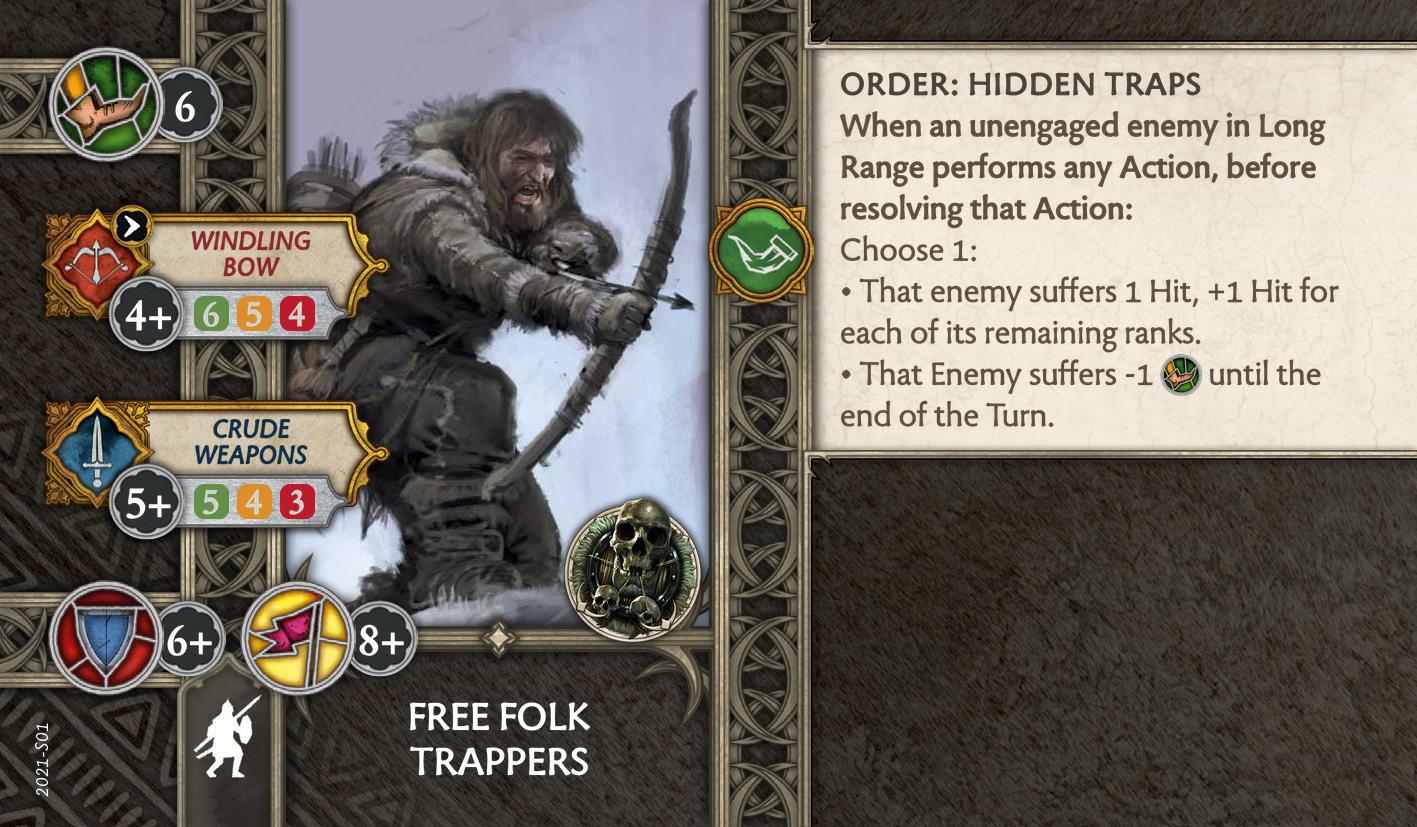 6
WINDLING
BOW
4+ 6 5 4
CRUDE
WEAPONS
5+ 5 4 3
6+ 8+
FREE FOLK
TRAPPERS
2021-S01
ORDER: HIDDEN TRAPS
When an unengaged enemy in Long
Range performs any Action, before
resolving that Action:
Choose 1:
• That enemy suffers 1 Hit, +1 Hit for
each of its remaining ranks.
• That Enemy suffers -1 until the
end of the Turn.